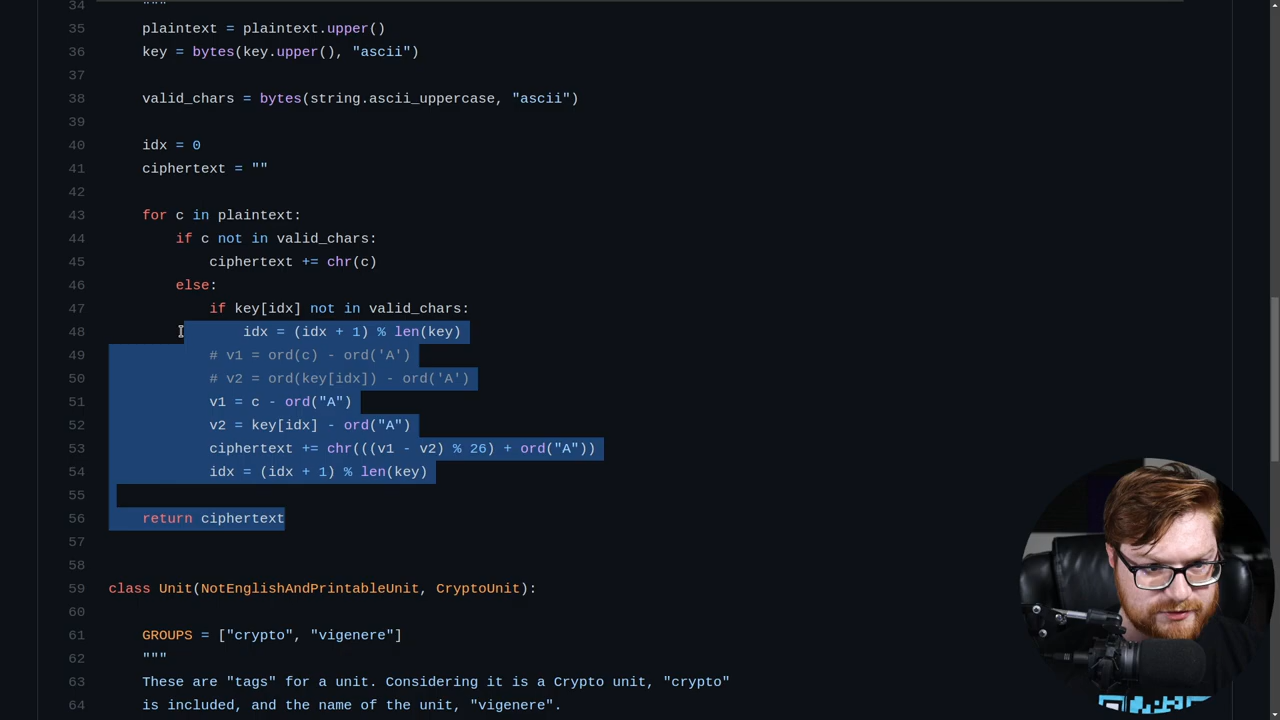 34 """
35 plaintext = plaintext.upper()
36 key = bytes(key.upper(), "ascii")
37
38 valid_chars = bytes(string.ascii_uppercase, "ascii")
39
40 idx = 0
41 ciphertext = ""
42
43 for c in plaintext:
44 if c not in valid_chars:
45 ciphertext += chr(c)
46 else:
47 if key[idx] not in valid_chars:
48 idx = (idx + 1) % len(key)
49 # v1 = ord(c) - ord('A')
50 # v2 = ord(key[idx]) - ord('A')
51 v1 = c - ord("A")
52 v2 = key[idx] - ord("A")
53 ciphertext += chr(((v1 - v2) % 26) + ord("A"))
54 idx = (idx + 1) % len(key)
55
56 return ciphertext
57
58
59 class Unit(NotEnglishAndPrintableUnit, CryptoUnit):
60
61 GROUPS = ["crypto", "vigenere"]
62 """
63 These are "tags" for a unit. Considering it is a Crypto unit, "crypto"
64 is included, and the name of the unit, "vigenere".